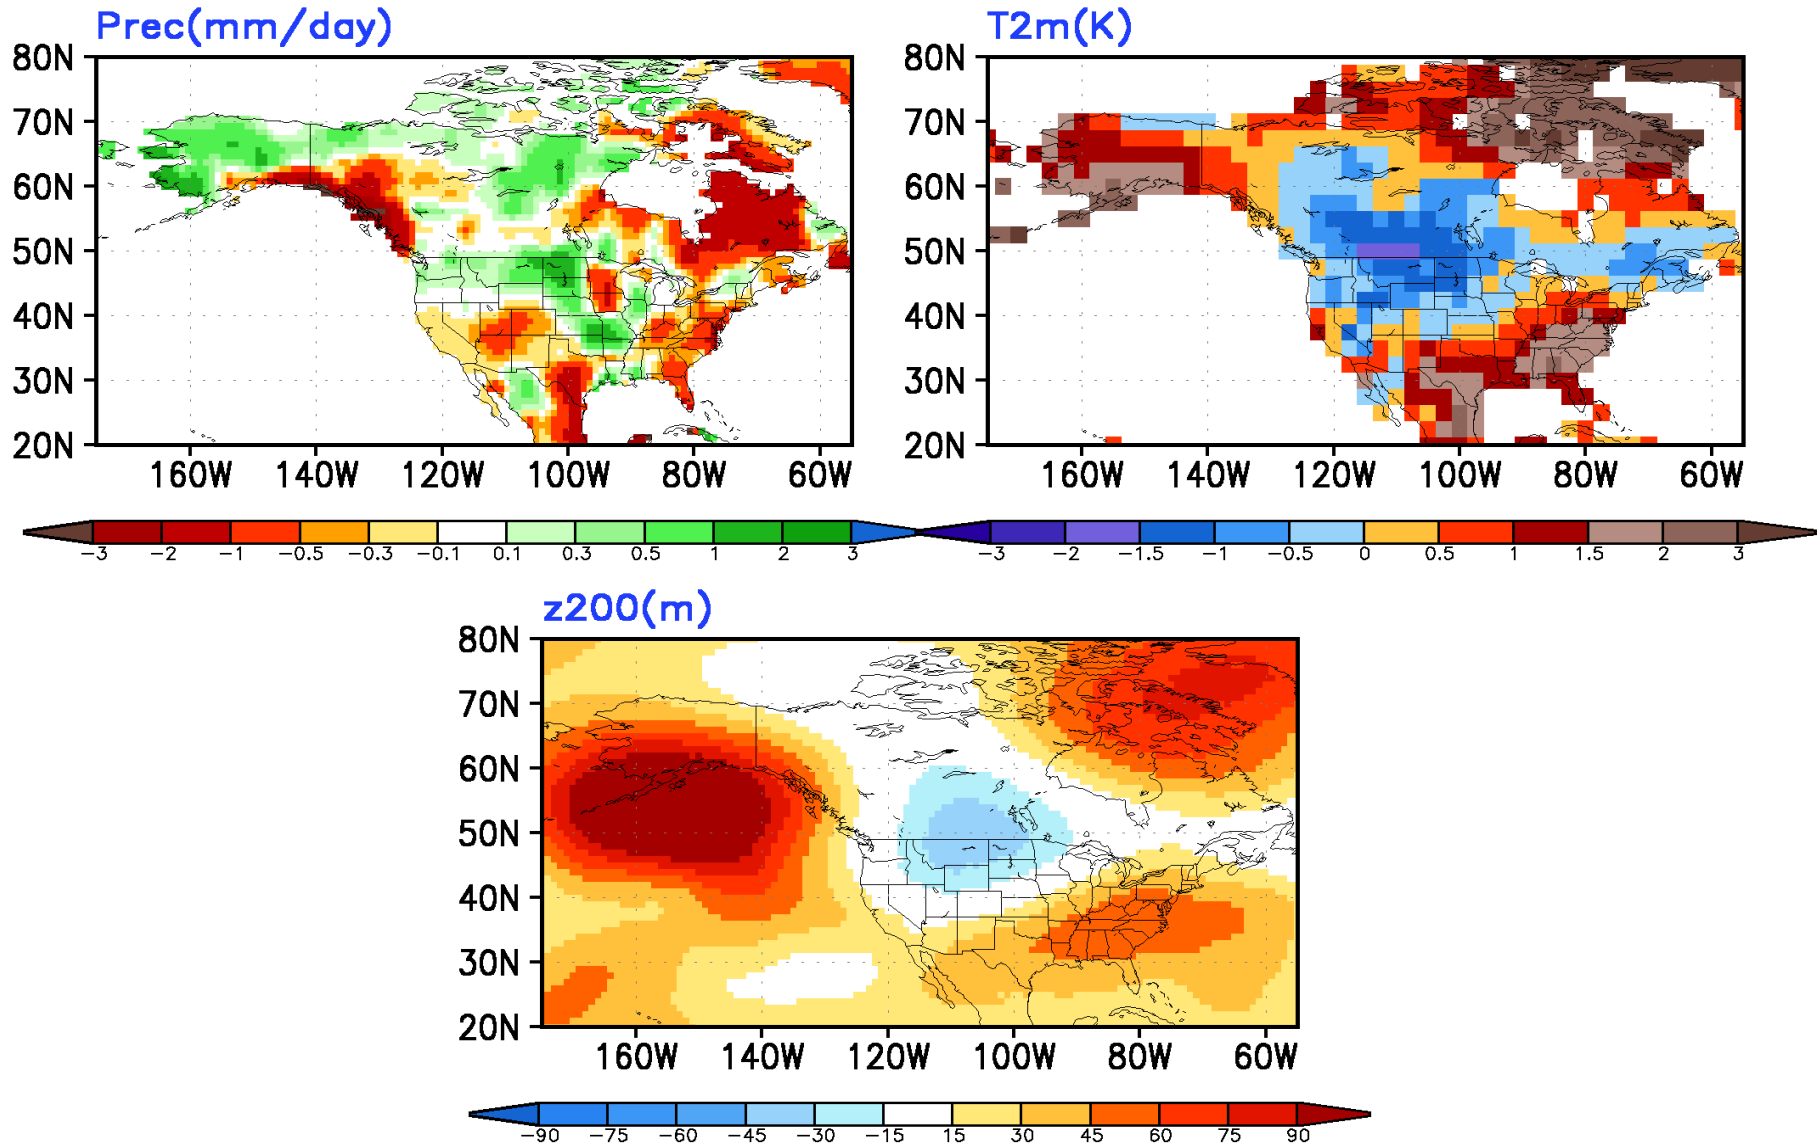 Prec(mm/day)
80N
70N
60N
50N
40N
30N
20N
160W 140W 120W 100W 80W 60W
-3 -2 -1 -0.5 -0.3 -0.1 0.1 0.3 0.5 1 2 3
T2m(K)
80N
70N
60N
50N
40N
30N
20N
160W 140W 120W 100W 80W 60W
-3 -2 -1.5 -1 -0.5 0 0.5 1 1.5 2 3
z200(m)
80N
70N
60N
50N
40N
30N
20N
160W 140W 120W 100W 80W 60W
-90 -75 -60 -45 -30 -15 15 30 45 60 75 90